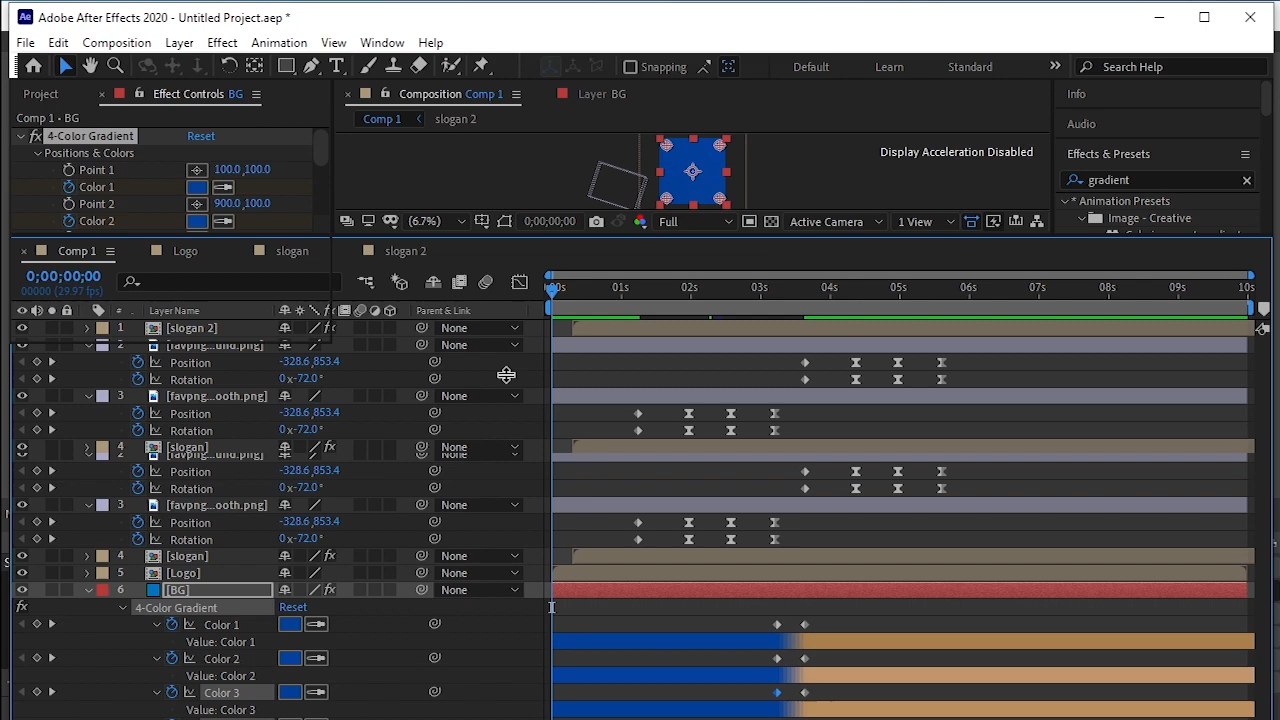 Ae Adobe After Effects 2020 - Untitled Project.aep *
File Edit Composition Layer Effect Animation View Window Help
Snapping Default Learn Standard Search Help
Project Effect Controls BG Composition Comp 1 Layer BG Info
Comp 1 • BG Comp 1 slogan 2 Audio
fx 4-Color Gradient Reset
Positions & Colors Display Acceleration Disabled Effects & Presets
Point 1 100.0,100.0 gradient
Color 1
Point 2 900.0,100.0 * Animation Presets
Color 2 (6.7%) 0;00;00;00 Full Active Camera 1 View Image - Creative
Comp 1 Logo slogan slogan 2
0;00;00;00
00000 (29.97 fps) 01s 02s 03s 04s 05s 06s 07s 08s 09s 10s
# Layer Name Parent & Link
1 [slogan 2] fx None
2 None
Position -328.6,853.4
Rotation 0x-72.0°
3 [favpng...ooth.png] None
Position -328.6,853.4
Rotation 0x-72.0°
4 [slogan] fx None
2 None
Position -328.6,853.4
Rotation 0x-72.0°
3 [favpng...ooth.png] None
Position -328.6,853.4
Rotation 0x-72.0°
4 [slogan] fx None
5 [Logo] None
6 [BG] fx None
fx 4-Color Gradient Reset
Color 1
Value: Color 1
Color 2
Value: Color 2
Color 3
Value: Color 3